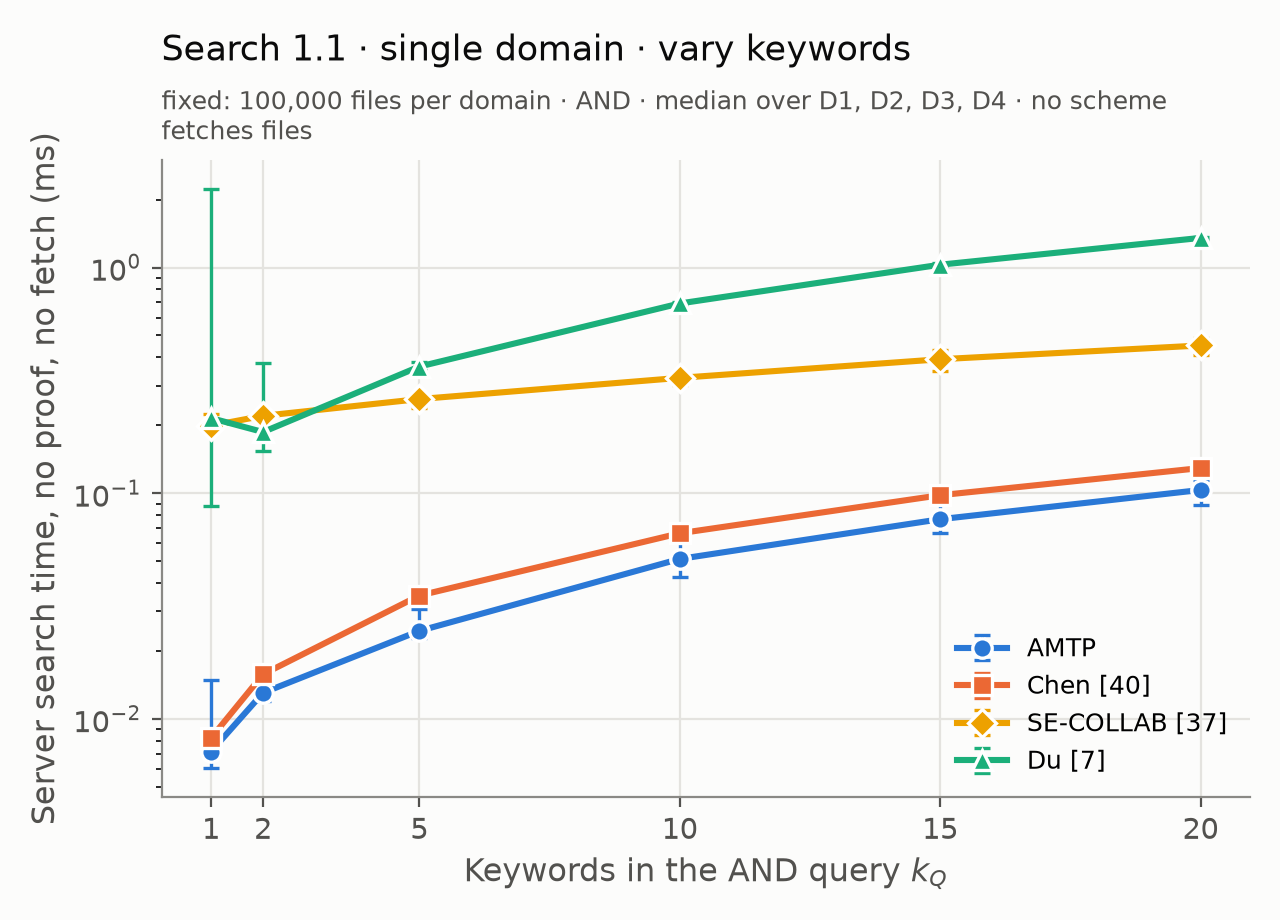 Search 1.1 · single domain · vary keywords
fixed: 100,000 files per domain · AND · median over D1, D2, D3, D4 · no scheme
fetches files
Server search time, no proof, no fetch (ms)
10⁰
10⁻¹
10⁻²
AMTP
Chen [40]
SE-COLLAB [37]
Du [7]
1 2 5 10 15 20
Keywords in the AND query k_Q